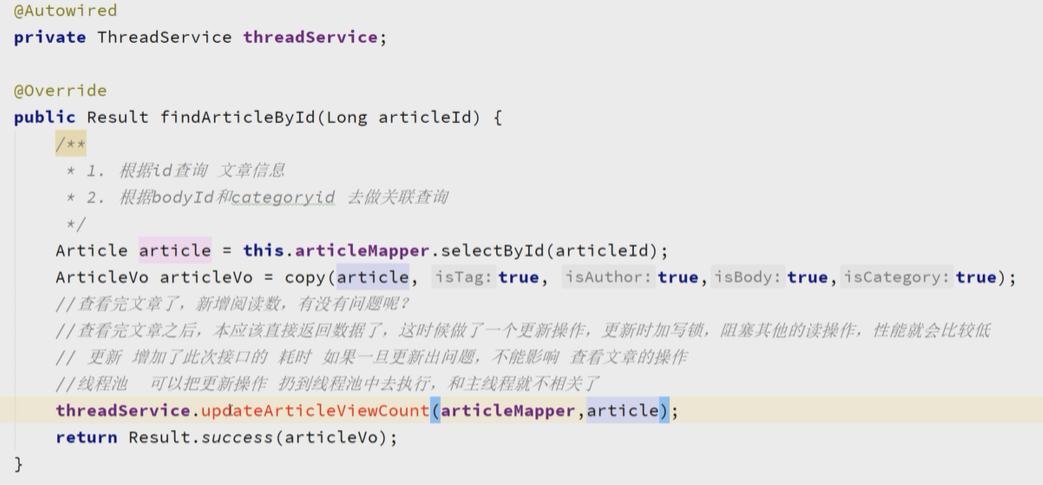 @Autowired
private ThreadService threadService;
@Override
public Result findArticleById(Long articleId) {
/**
* 1. 根据id查询 文章信息
* 2. 根据bodyId和categoryid 去做关联查询
*/
Article article = this.articleMapper.selectById(articleId);
ArticleVo articleVo = copy(article, isTag: true, isAuthor: true, isBody: true, isCategory: true);
//查看完文章了，新增阅读数，有没有问题呢？
//查看完文章之后，本应该直接返回数据了，这时候做了一个更新操作，更新时加写锁，阻塞其他的读操作，性能就会比较低
// 更新 增加了此次接口的 耗时 如果一旦更新出问题，不能影响 查看文章的操作
//线程池 可以把更新操作 扔到线程池中去执行，和主线程就不相关了
threadService.updateArticleViewCount(articleMapper,article);
return Result.success(articleVo);
}